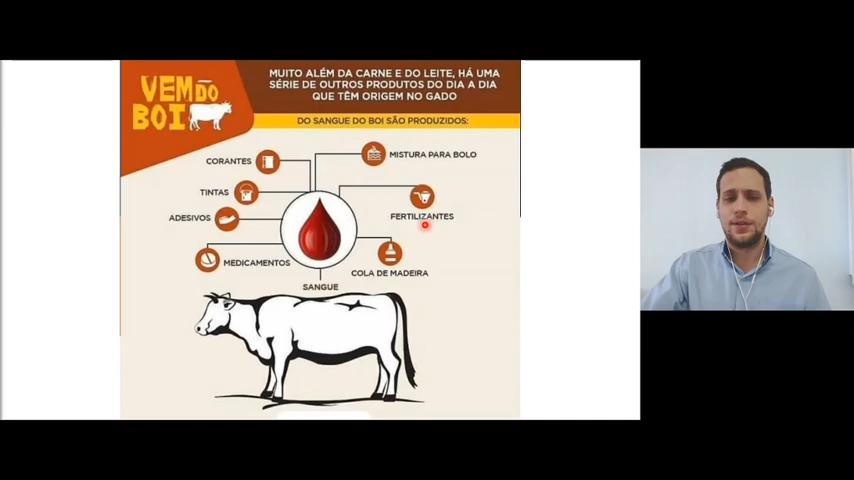 VEM DO
BOI
MUITO ALÉM DA CARNE E DO LEITE, HÁ UMA
SÉRIE DE OUTROS PRODUTOS DO DIA A DIA
QUE TÊM ORIGEM NO GADO
DO SANGUE DO BOI SÃO PRODUZIDOS:
CORANTES
MISTURA PARA BOLO
TINTAS
ADESIVOS
FERTILIZANTES
MEDICAMENTOS
COLA DE MADEIRA
SANGUE